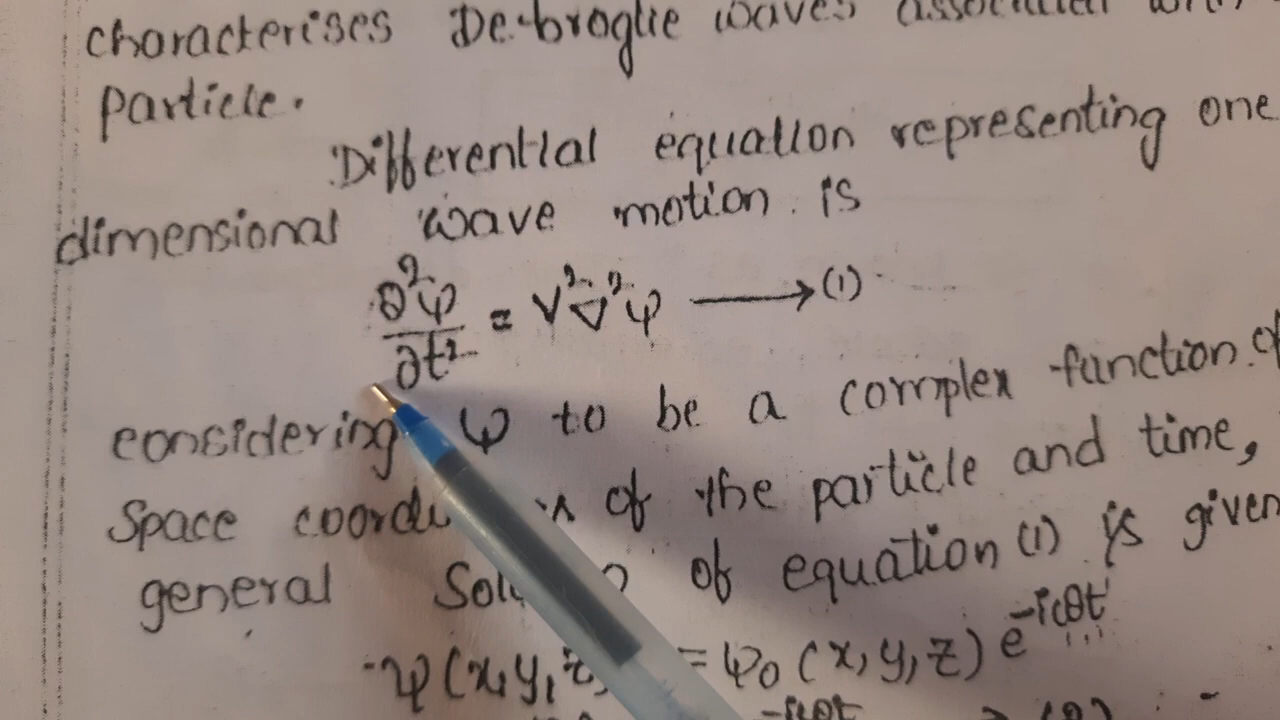 characterises De-broglie waves associated with
particle.
Differential equation representing one
dimensional wave motion is
∂²ψ/∂t² = V²∇²ψ ⟶ (1)
considering ψ to be a complex function of
Space of the particle and time,
general of equation (1) is given
ψ(x,y,z = ψ₀(x,y,z) e^-iωt